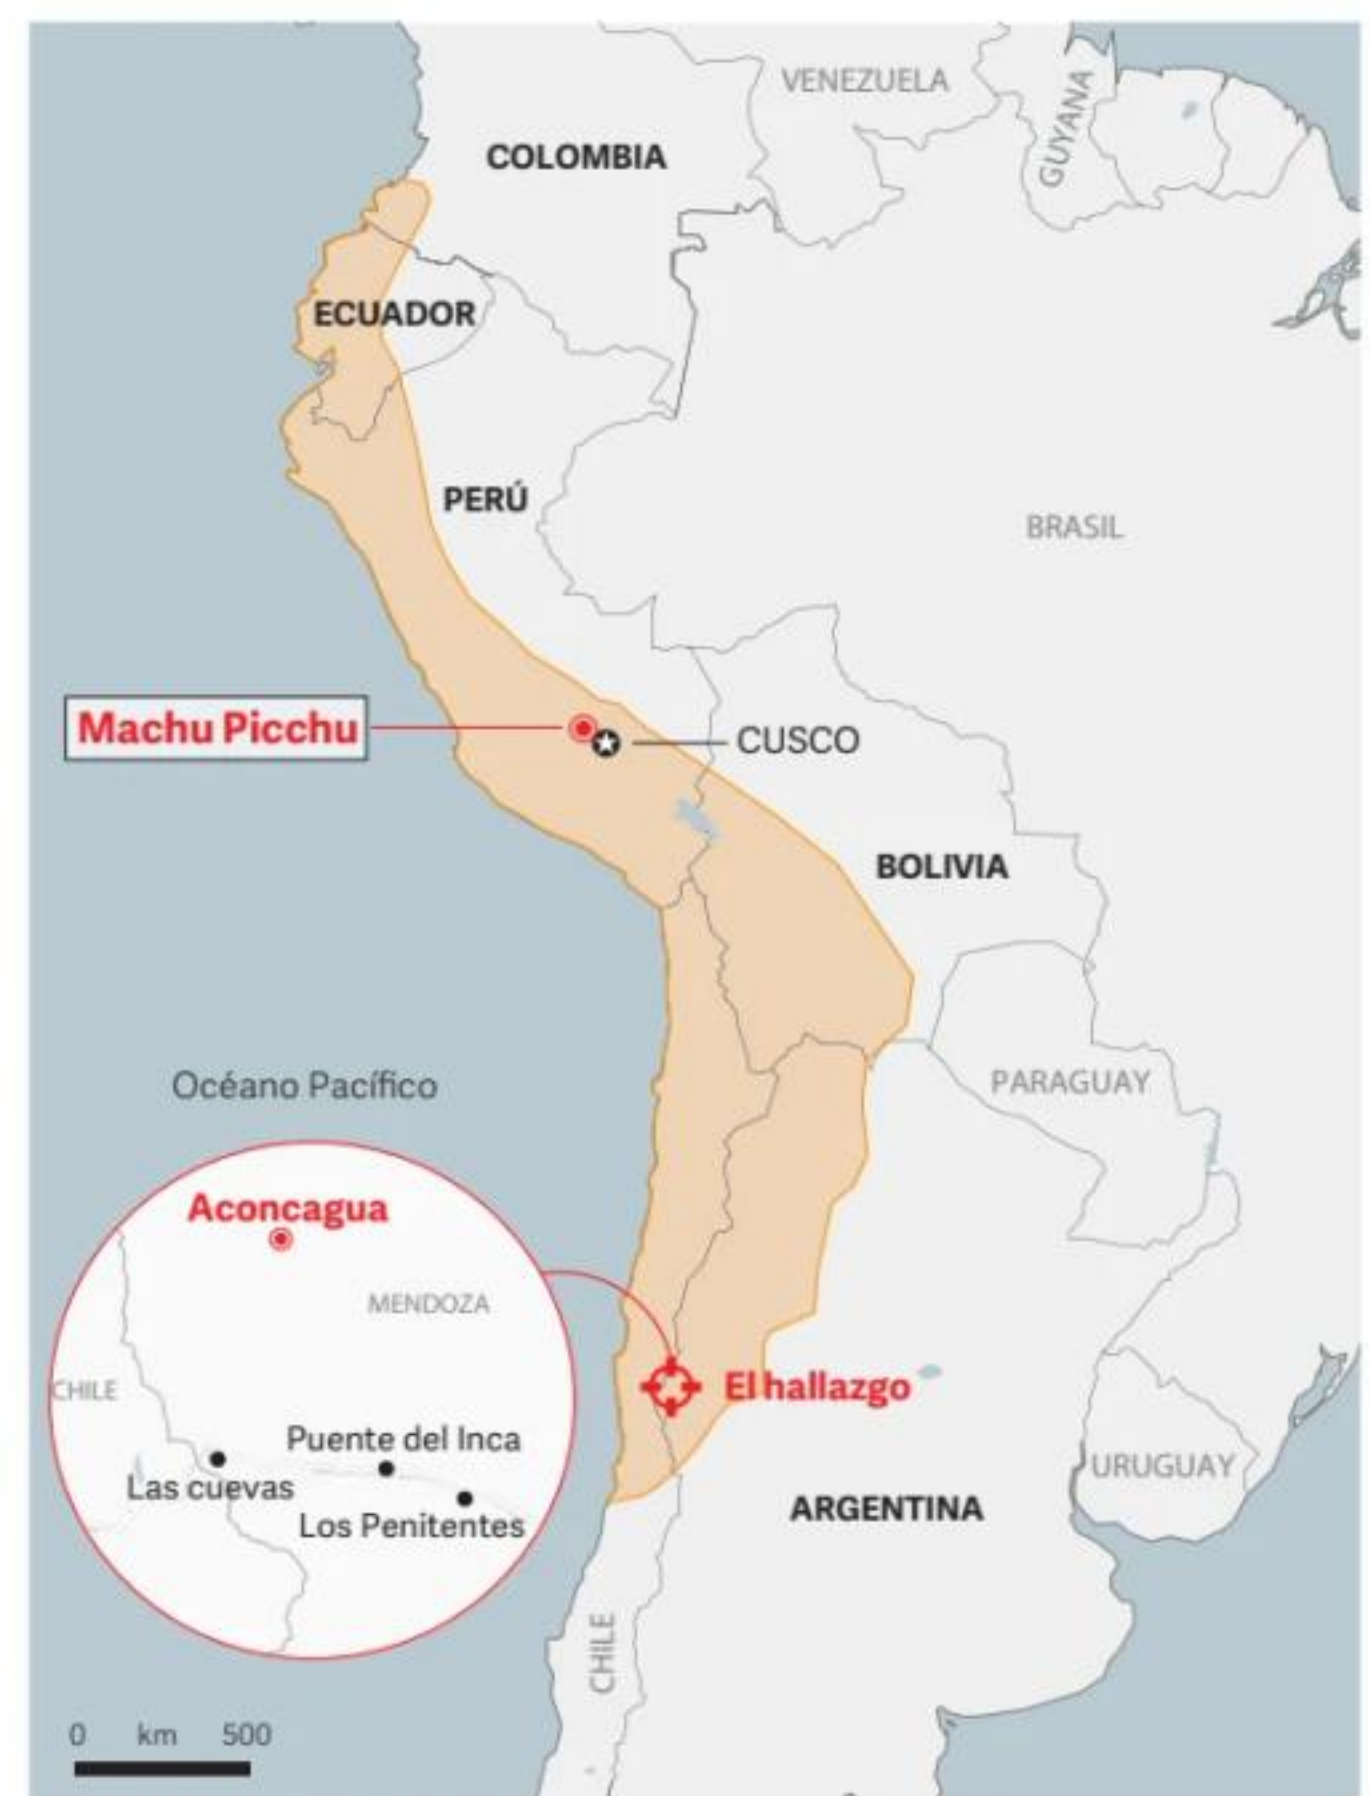 VENEZUELA
GUYANA
COLOMBIA
ECUADOR
PERÚ
BRASIL
Machu Picchu
CUSCO
BOLIVIA
Océano Pacífico
PARAGUAY
Aconcagua
MENDOZA
CHILE
El hallazgo
Puente del Inca
Las cuevas
Los Penitentes
URUGUAY
ARGENTINA
CHILE
0 km 500